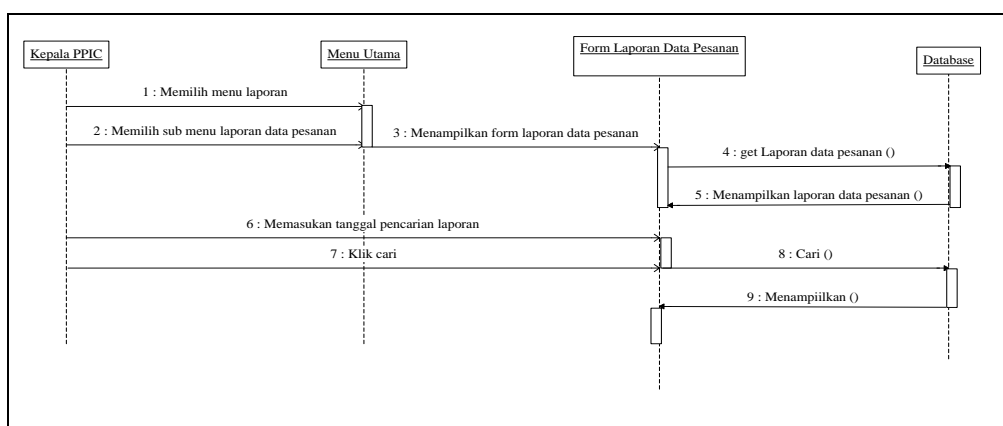 Kepala PPIC
Menu Utama
Form Laporan Data Pesanan
Database
1 : Memilih menu laporan
2 : Memilih sub menu laporan data pesanan
3 : Menampilkan form laporan data pesanan
4 : get Laporan data pesanan ()
5 : Menampilkan laporan data pesanan ()
6 : Memasukan tanggal pencarian laporan
7 : Klik cari
8 : Cari ()
9 : Menampiilkan ()